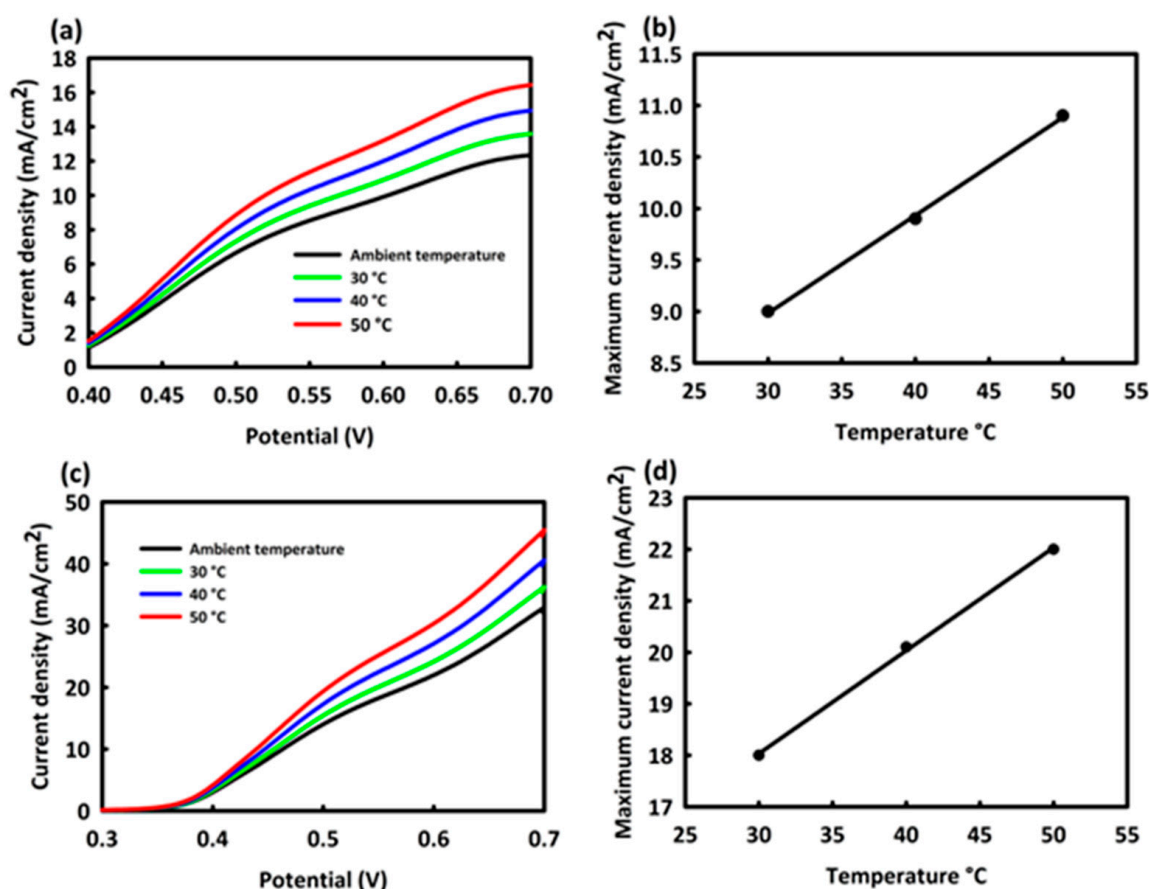 (a)
Current density (mA/cm2)
18
16
14
12
10
8
6
4
2
0
Ambient temperature
30 °C
40 °C
50 °C
0.40 0.45 0.50 0.55 0.60 0.65 0.70
Potential (V)
(b)
Maximum current density (mA/cm2)
11.5
11.0
10.5
10.0
9.5
9.0
8.5
25 30 35 40 45 50 55
Temperature °C
(c)
Current density (mA/cm2)
50
40
30
20
10
0
Ambient temperature
30 °C
40 °C
50 °C
0.3 0.4 0.5 0.6 0.7
Potential (V)
(d)
Maximum current density (mA/cm2)
23
22
21
20
19
18
17
25 30 35 40 45 50 55
Temperature °C